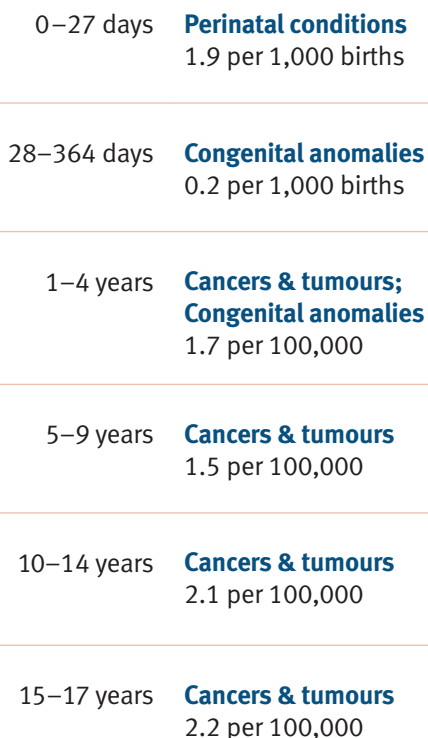 0–27 days Perinatal conditions
1.9 per 1,000 births
28–364 days Congenital anomalies
0.2 per 1,000 births
1–4 years Cancers & tumours;
Congenital anomalies
1.7 per 100,000
5–9 years Cancers & tumours
1.5 per 100,000
10–14 years Cancers & tumours
2.1 per 100,000
15–17 years Cancers & tumours
2.2 per 100,000